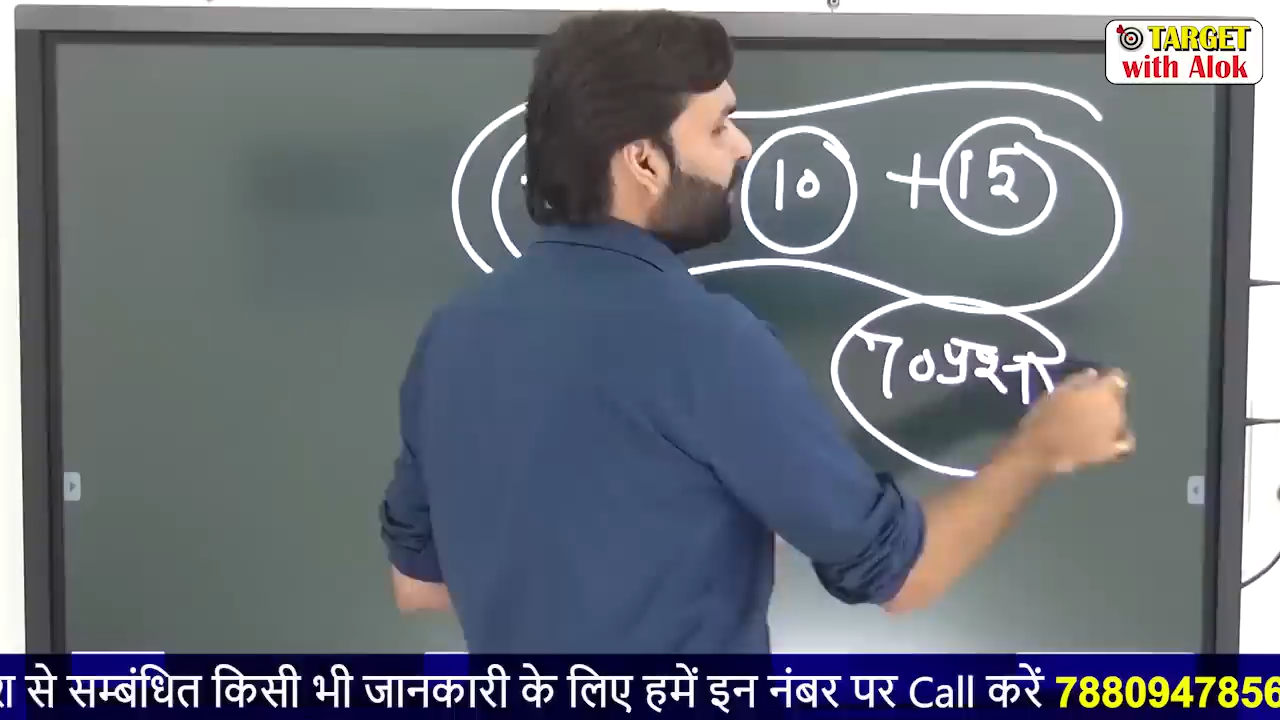 TARGET
with Alok
10 + 15
70 प्रश्न
से सम्बंधित किसी भी जानकारी के लिए हमें इन नंबर पर Call करें 7880947856